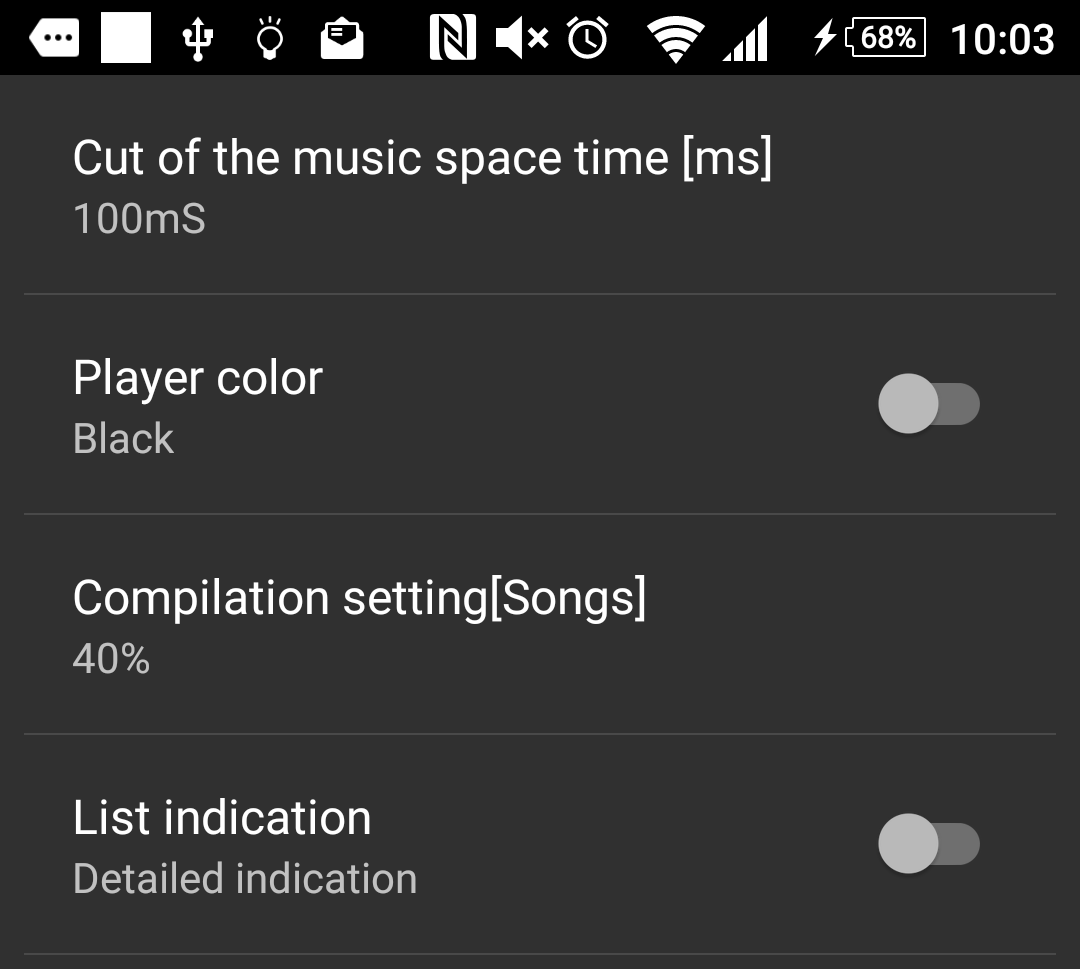 68% 10:03
Cut of the music space time [ms]
100mS
Player color
Black
Compilation setting[Songs]
40%
List indication
Detailed indication